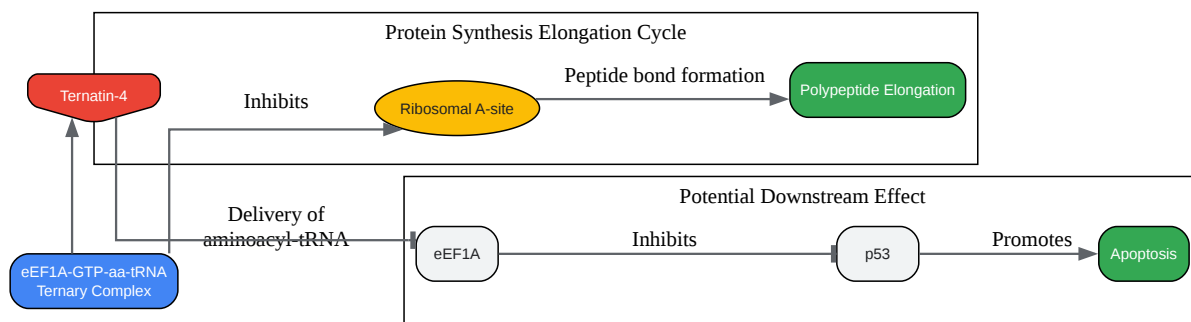 Protein Synthesis Elongation Cycle
Ternatin-4
Inhibits
Ribosomal A-site
Peptide bond formation
Polypeptide Elongation
Potential Downstream Effect
Delivery of
aminoacyl-tRNA
eEF1A-GTP-aa-tRNA
Ternary Complex
eEF1A
Inhibits
p53
Promotes
Apoptosis